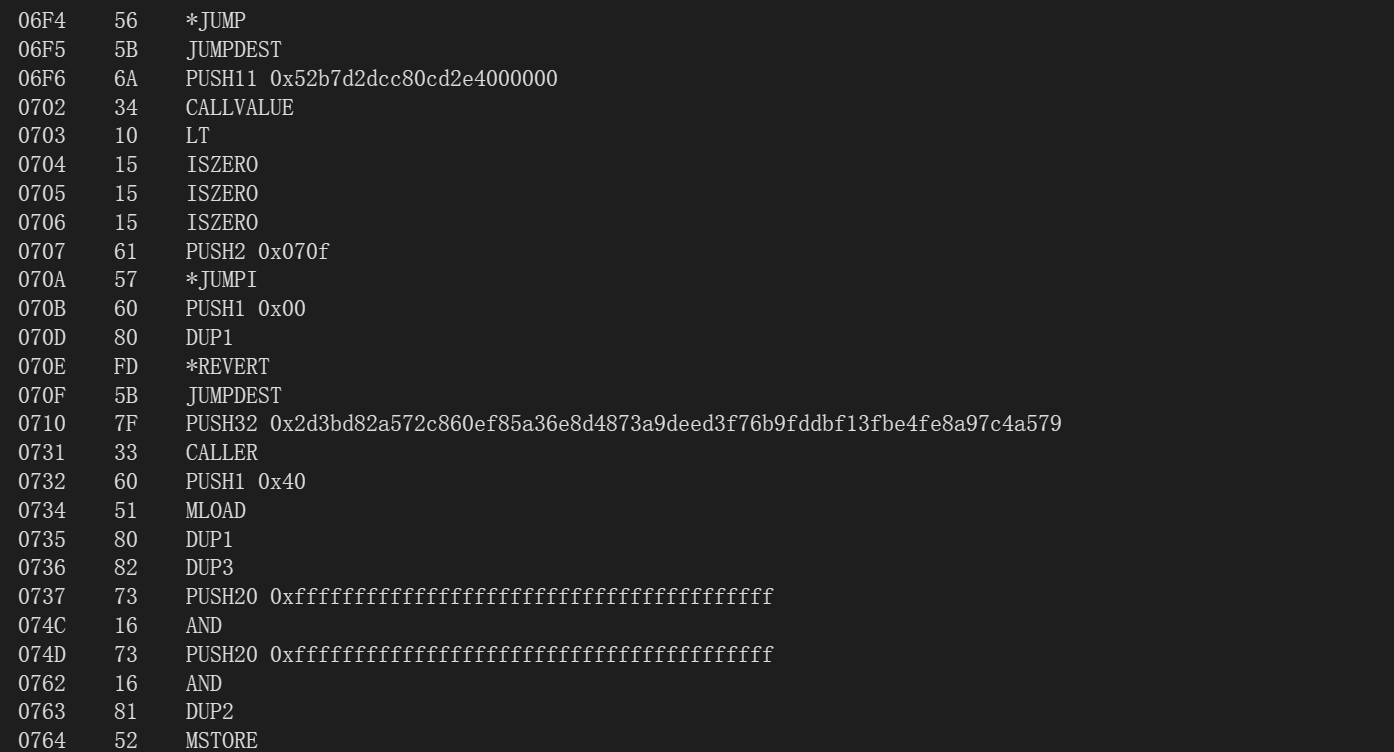 06F4 56 *JUMP
06F5 5B JUMPDEST
06F6 6A PUSH11 0x52b7d2dcc80cd2e4000000
0702 34 CALLVALUE
0703 10 LT
0704 15 ISZERO
0705 15 ISZERO
0706 15 ISZERO
0707 61 PUSH2 0x070f
070A 57 *JUMPI
070B 60 PUSH1 0x00
070D 80 DUP1
070E FD *REVERT
070F 5B JUMPDEST
0710 7F PUSH32 0x2d3bd82a572c860ef85a36e8d4873a9deed3f76b9fddbf13fbe4fe8a97c4a579
0731 33 CALLER
0732 60 PUSH1 0x40
0734 51 MLOAD
0735 80 DUP1
0736 82 DUP3
0737 73 PUSH20 0xffffffffffffffffffffffffffffffffffffffff
074C 16 AND
074D 73 PUSH20 0xffffffffffffffffffffffffffffffffffffffff
0762 16 AND
0763 81 DUP2
0764 52 MSTORE